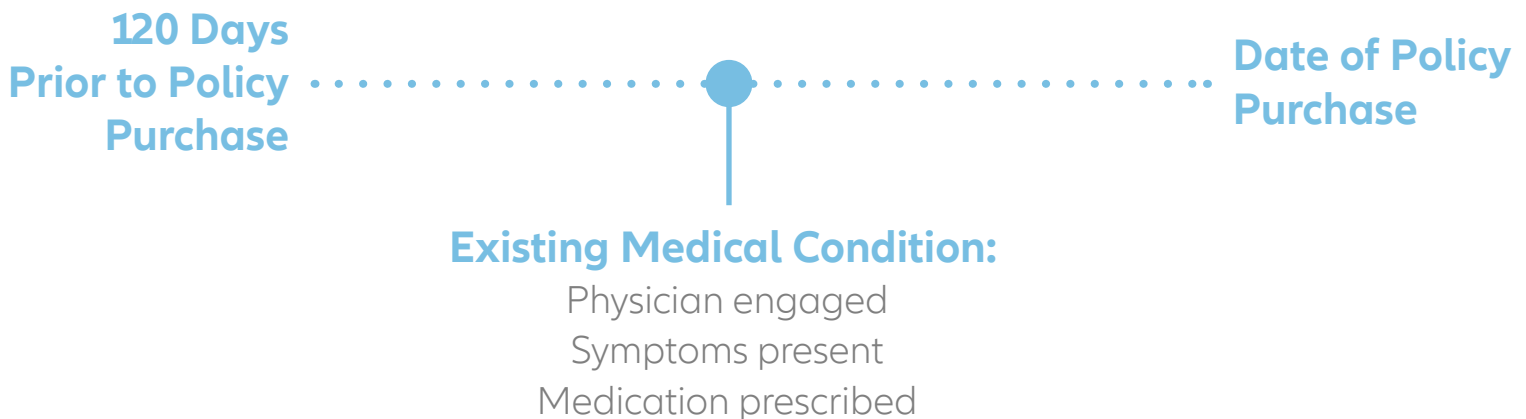 120 Days
Prior to Policy
Purchase
Date of Policy
Purchase
Existing Medical Condition:
Physician engaged
Symptoms present
Medication prescribed